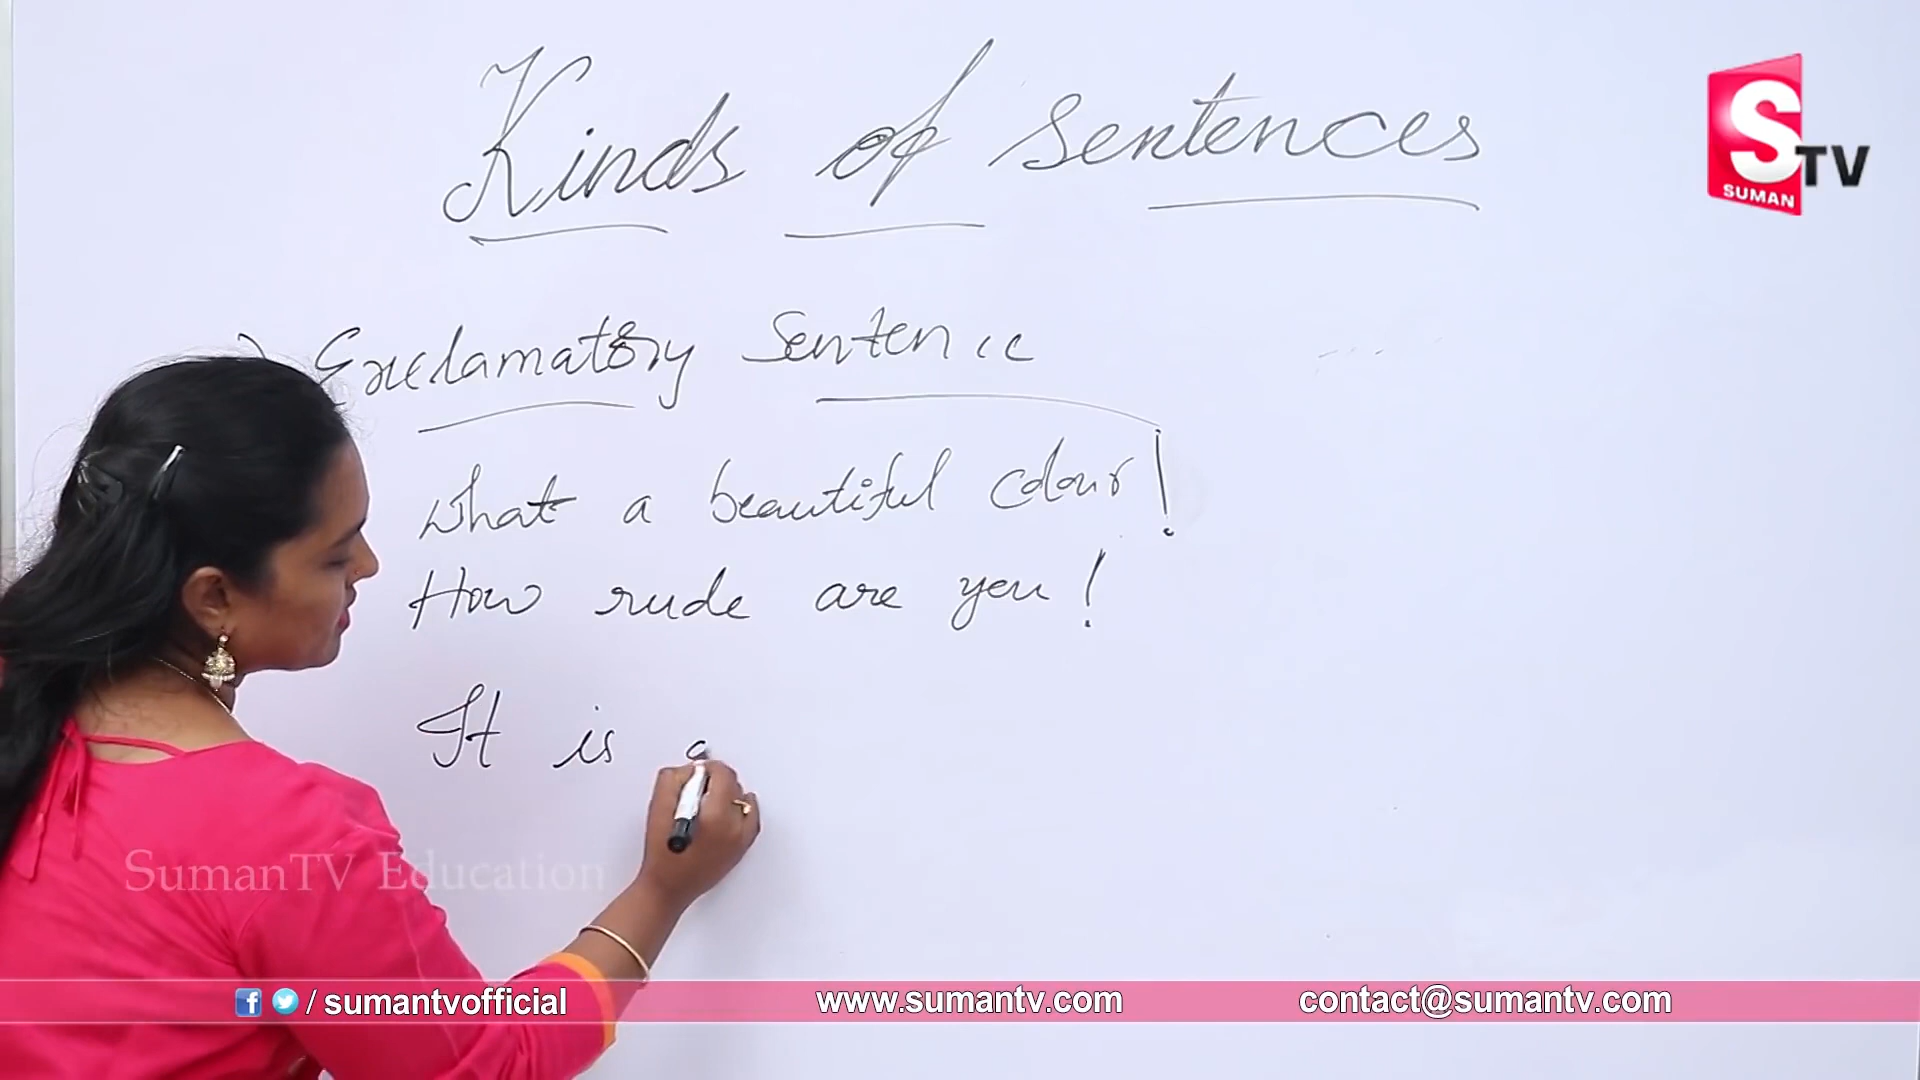 Kinds of Sentences
S TV
SUMAN
Exclamatory Sentence
What a beautiful colour!
How rude are you!
It is a
SumanTV Education
/ sumantvofficial
www.sumantv.com
contact@sumantv.com